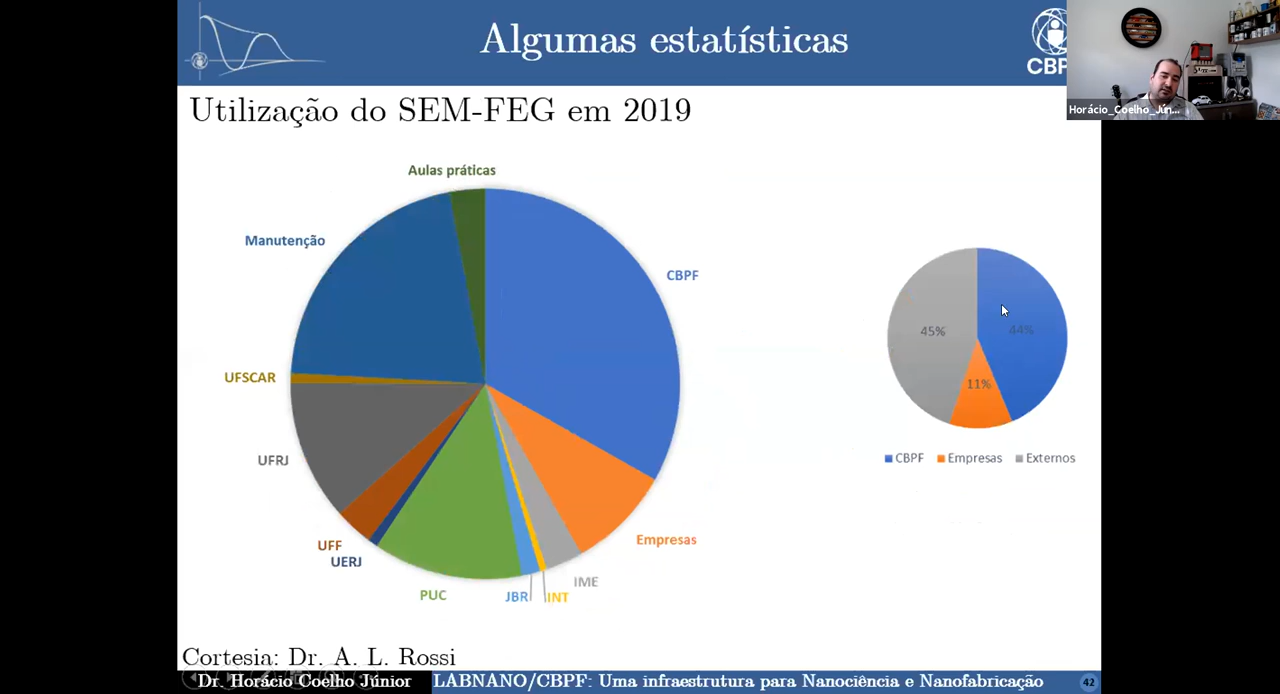 Algumas estatísticas
CBP
Horácio_Coelho_Jún...
Utilização do SEM-FEG em 2019
Aulas práticas
Manutenção
CBPF
UFSCAR
UFRJ
UFF
UERJ
PUC
JBR
INT
IME
Empresas
45%
44%
11%
CBPF Empresas Externos
Cortesia: Dr. A. L. Rossi
Dr. Horácio Coelho Júnior
LABNANO/CBPF: Uma infraestrutura para Nanociência e Nanofabricação
42